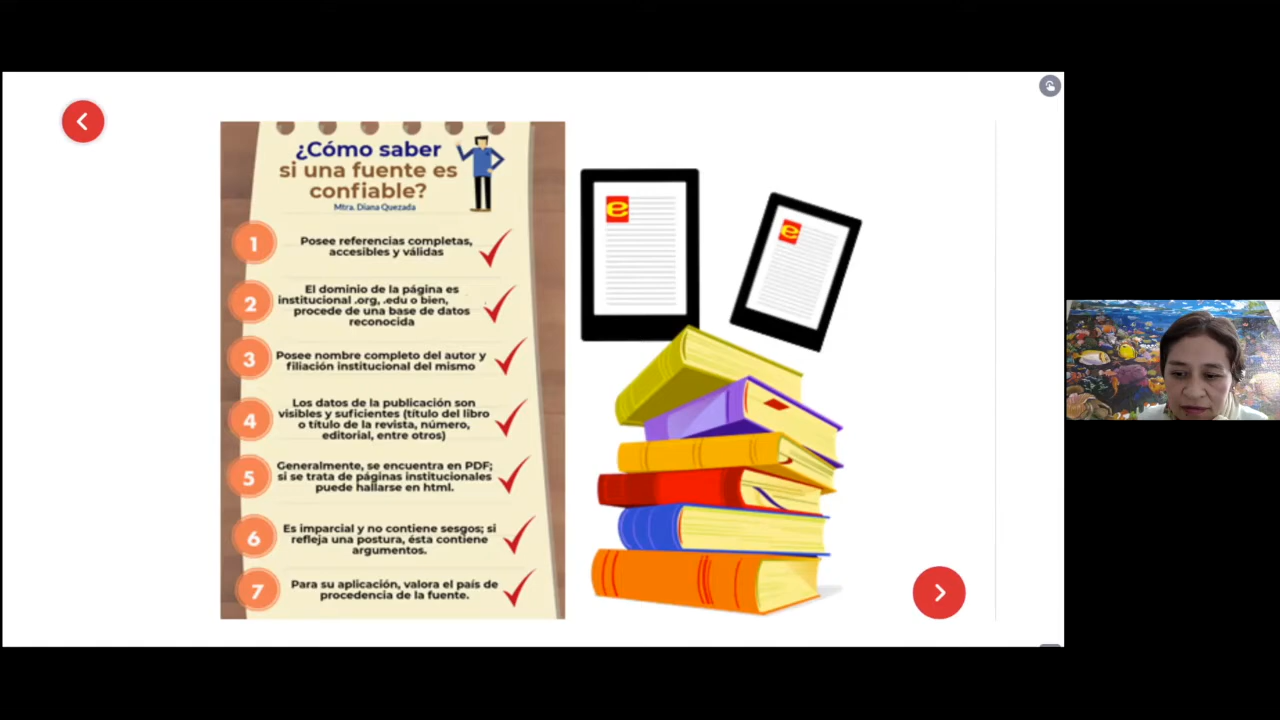 ¿Cómo saber
si una fuente es
confiable?
Mtra. Diana Quezada
1
Posee referencias completas,
accesibles y válidas
2
El dominio de la página es
institucional .org, .edu o bien,
procede de una base de datos
reconocida
3
Posee nombre completo del autor y
filiación institucional del mismo
4
Los datos de la publicación son
visibles y suficientes (título del libro
o título de la revista, número,
editorial, entre otros)
5
Generalmente, se encuentra en PDF;
si se trata de páginas institucionales
puede hallarse en html.
6
Es imparcial y no contiene sesgos; si
refleja una postura, ésta contiene
argumentos.
7
Para su aplicación, valora el país de
procedencia de la fuente.
e
e